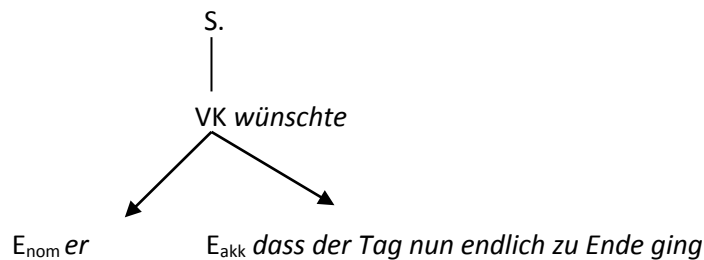 S.
VK wünschte
Enom er Eakk dass der Tag nun endlich zu Ende ging